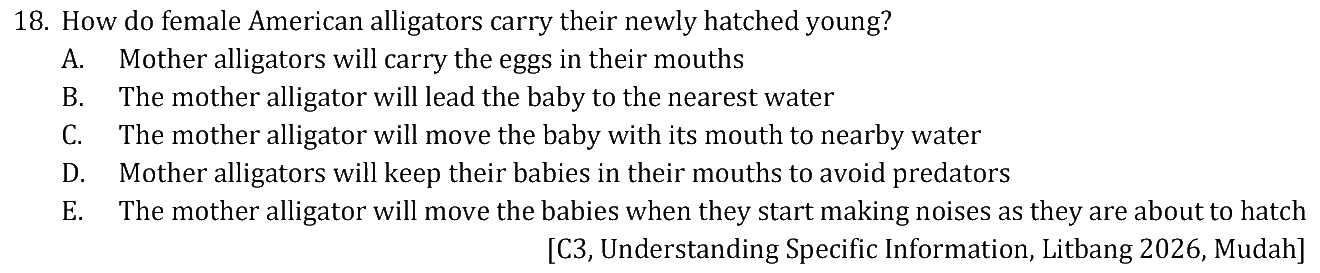 18. How do female American alligators carry their newly hatched young?
A. Mother alligators will carry the eggs in their mouths
B. The mother alligator will lead the baby to the nearest water
C. The mother alligator will move the baby with its mouth to nearby water
D. Mother alligators will keep their babies in their mouths to avoid predators
E. The mother alligator will move the babies when they start making noises as they are about to hatch
[C3, Understanding Specific Information, Litbang 2026, Mudah]